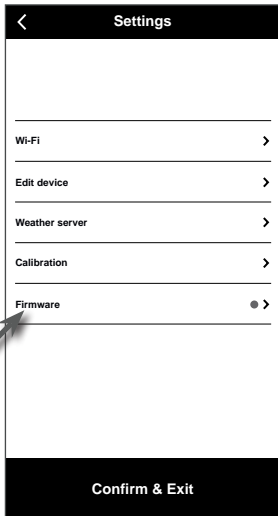 Settings
Wi-Fi
Edit device
Weather server
Calibration
Firmware
Confirm & Exit